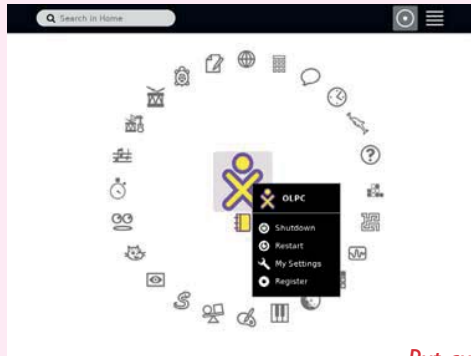 Search in Home
OLPC
Shutdown
Restart
My Settings
Register